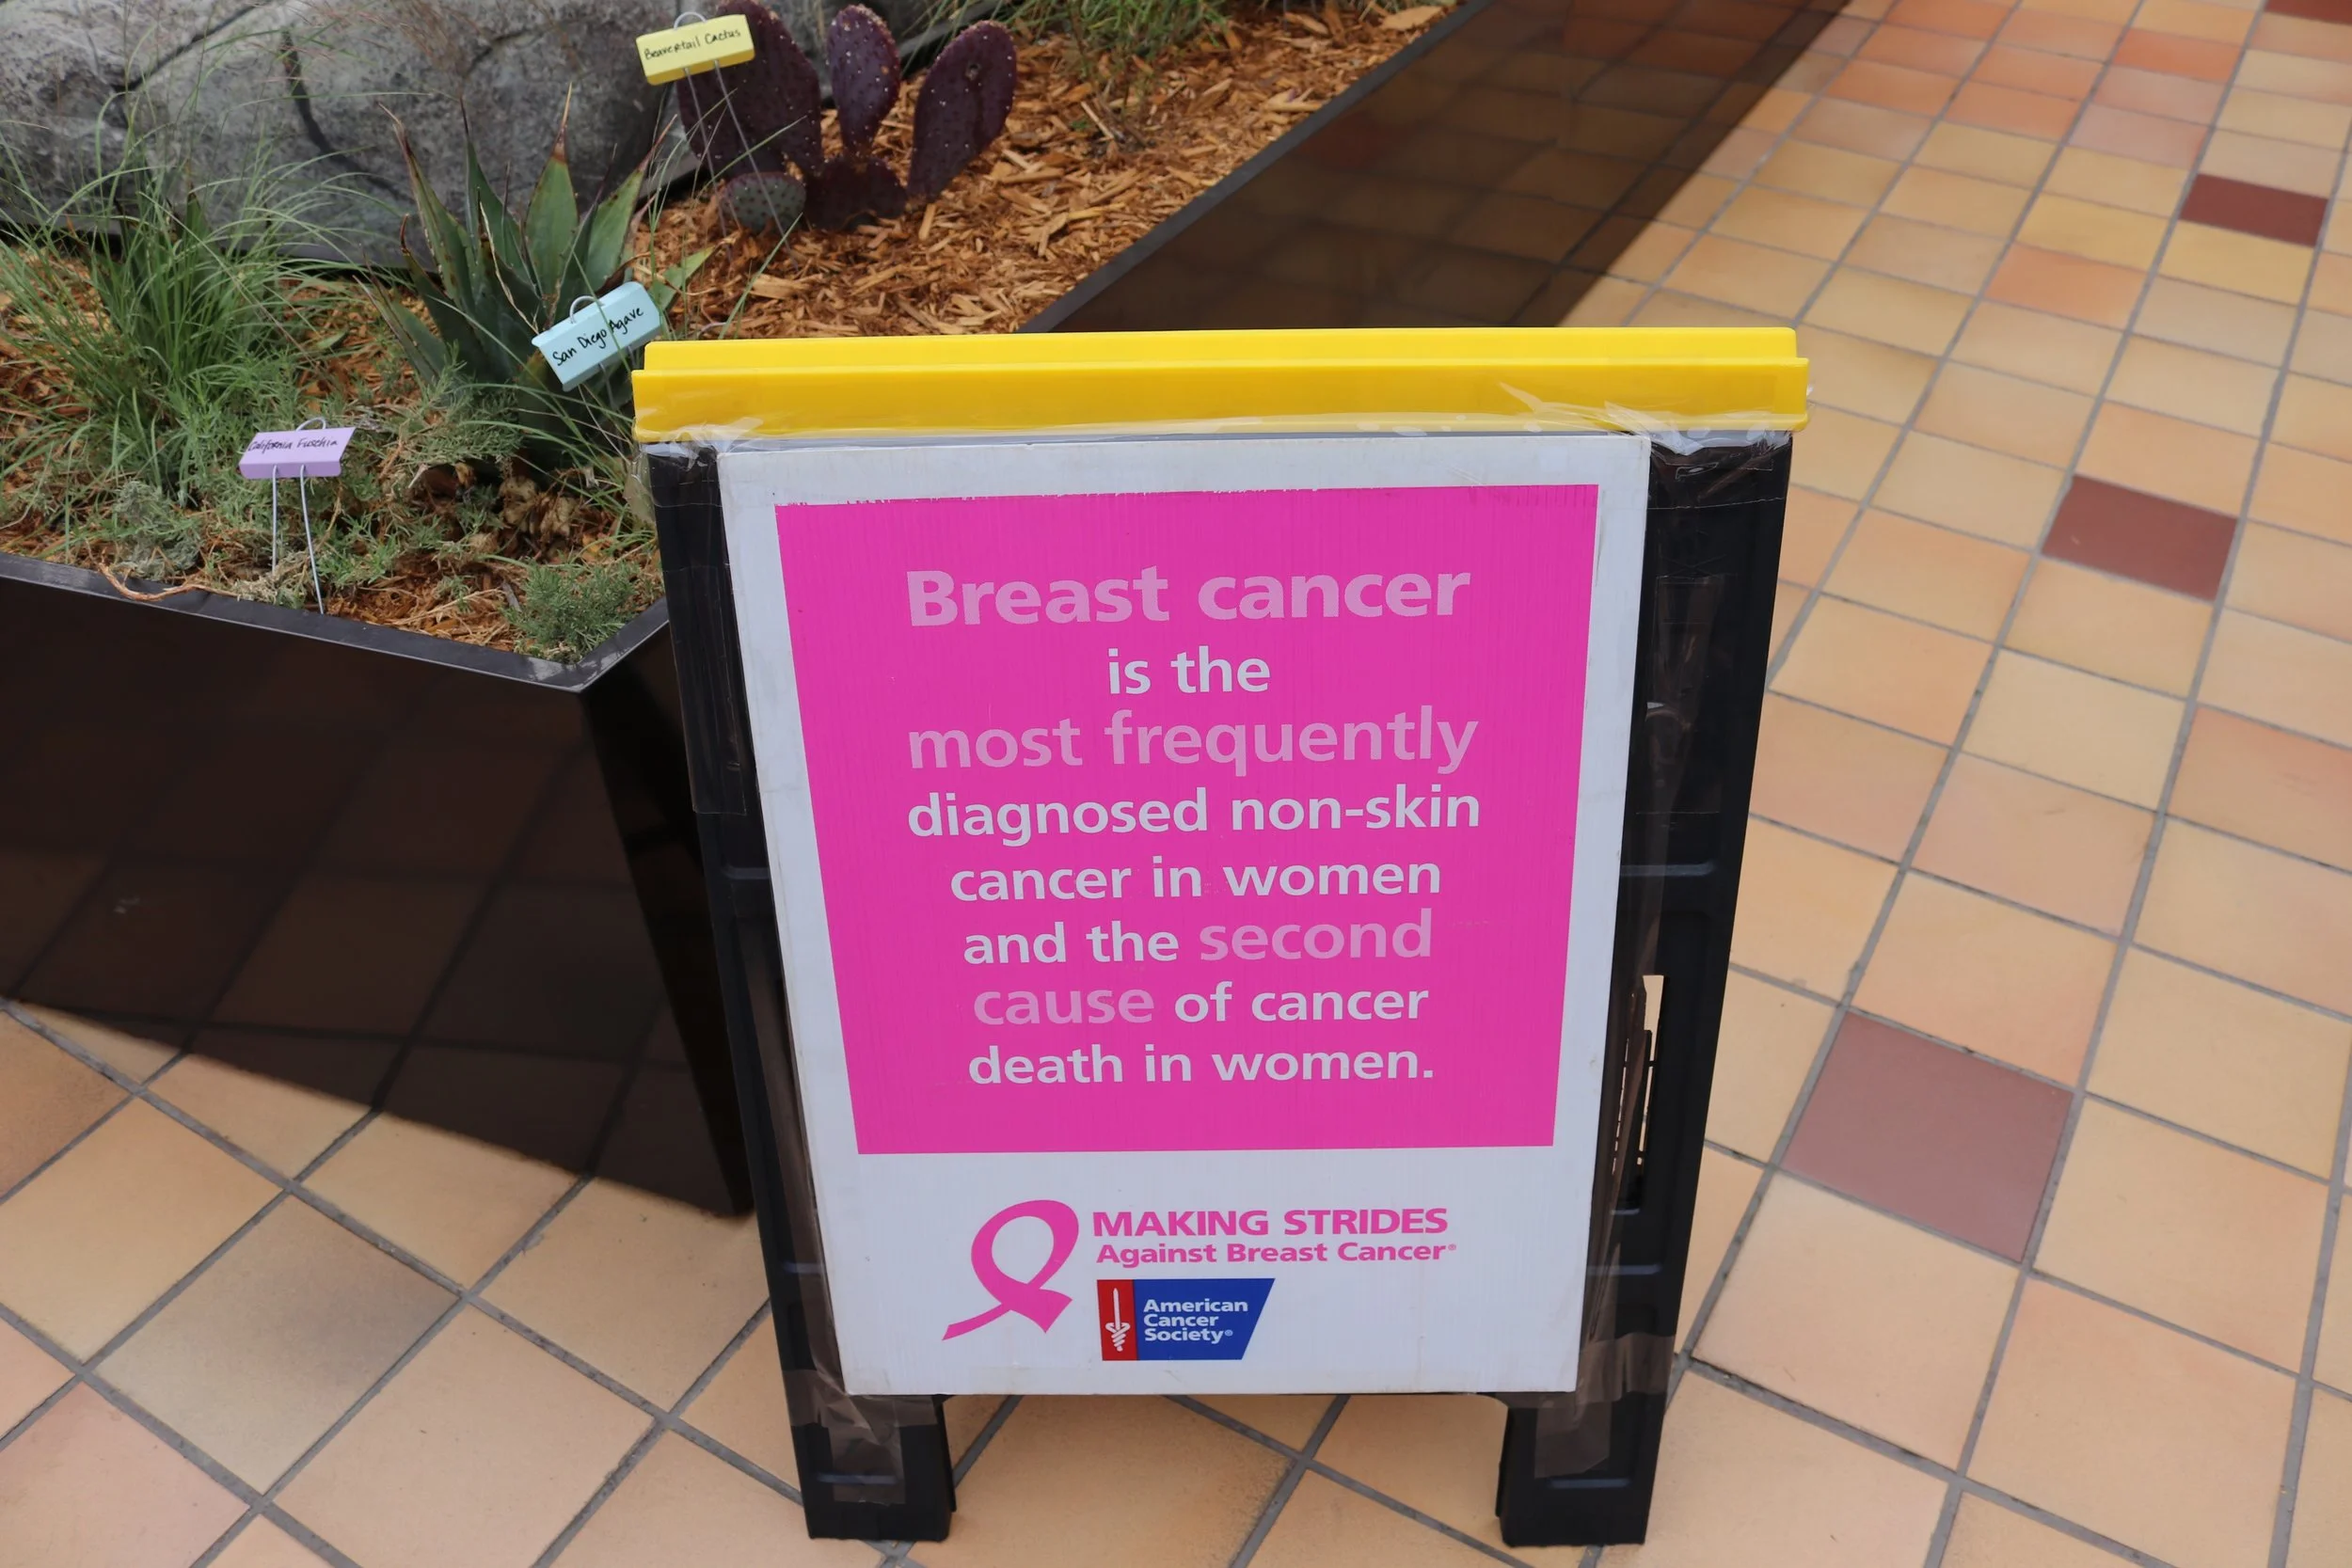 Beavertail Cactus
San Diego Agave
California Fuschia
Breast cancer
is the
most frequently
diagnosed non-skin
cancer in women
and the second
cause of cancer
death in women.
MAKING STRIDES
Against Breast Cancer®
American
Cancer
Society®